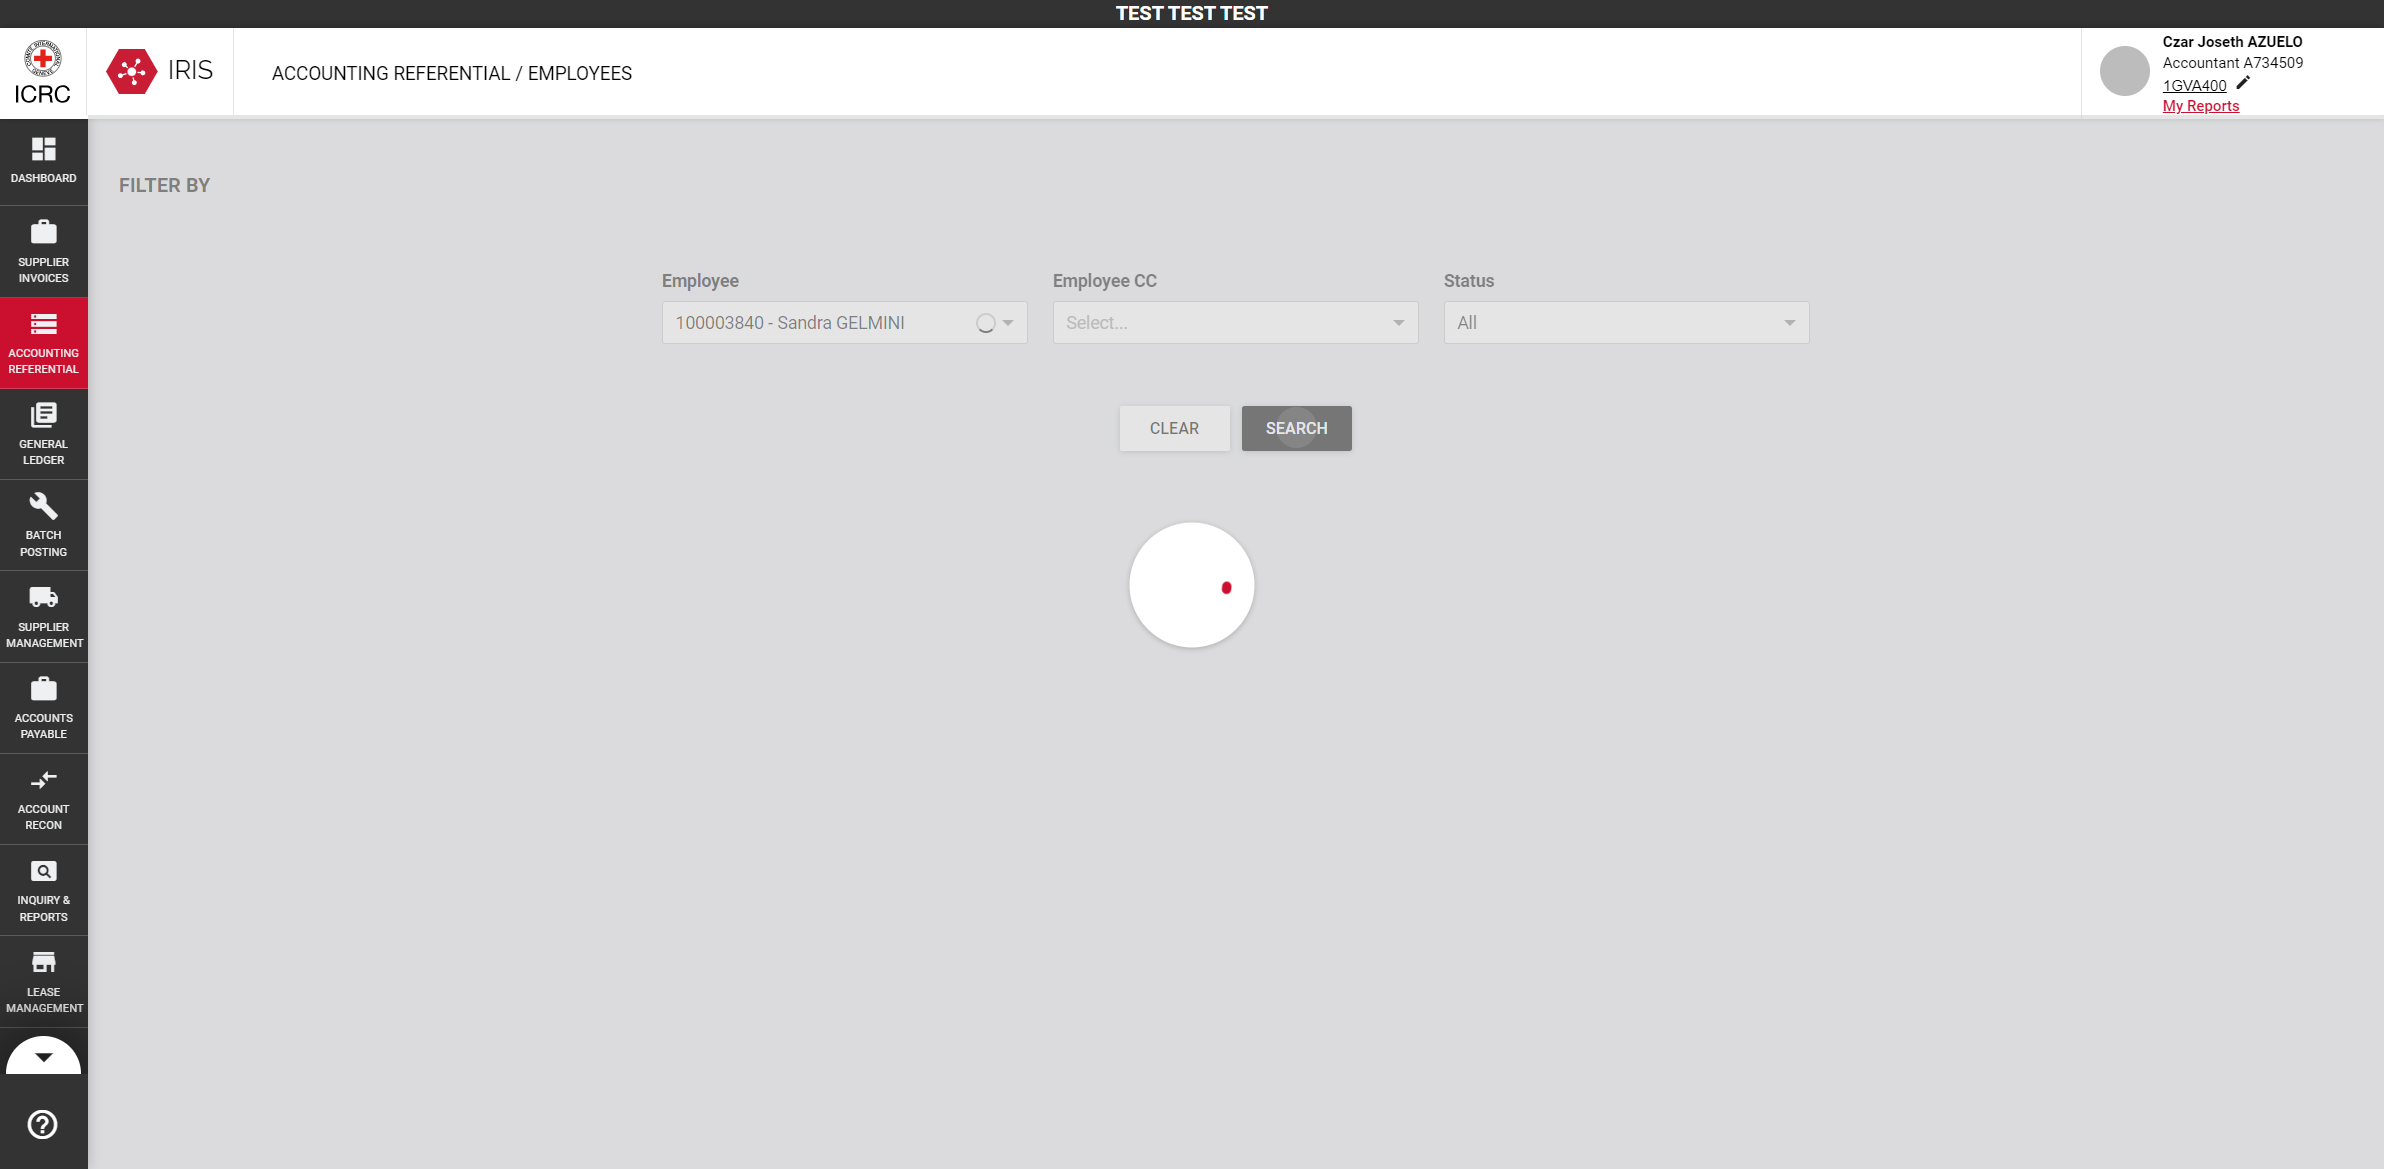 TEST TEST TEST
ICRC
IRIS
ACCOUNTING REFERENTIAL / EMPLOYEES
Czar Joseth AZUELO
Accountant A734509
1GVA400
My Reports
DASHBOARD
SUPPLIER
INVOICES
ACCOUNTING
REFERENTIAL
GENERAL
LEDGER
BATCH
POSTING
SUPPLIER
MANAGEMENT
ACCOUNTS
PAYABLE
ACCOUNT
RECON
INQUIRY &
REPORTS
LEASE
MANAGEMENT
FILTER BY
Employee
Employee CC
Status
100003840 - Sandra GELMINI
Select...
All
CLEAR
SEARCH